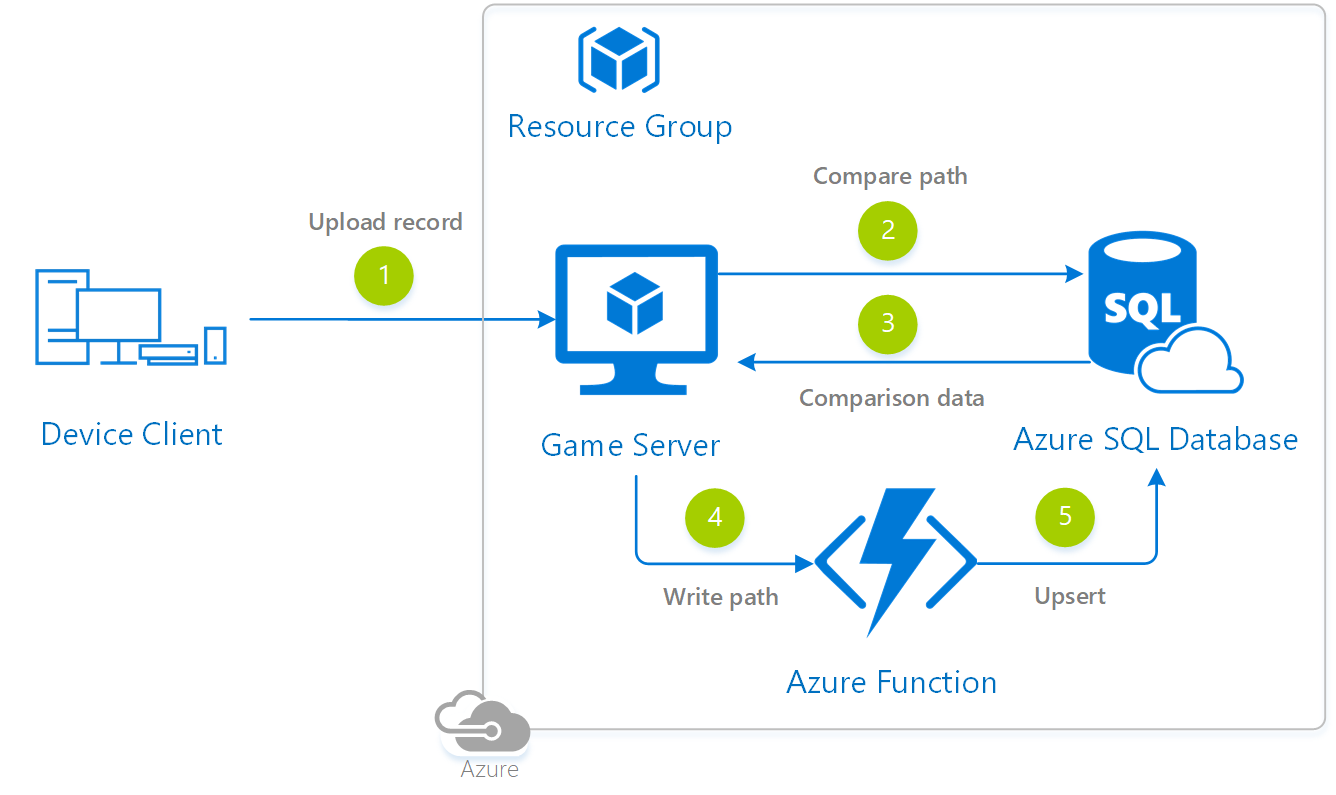 Resource Group
Compare path
2
Upload record
1
SQL
3
Comparison data
Device Client
Game Server
Azure SQL Database
4
5
Write path
Upsert
Azure Function
Azure